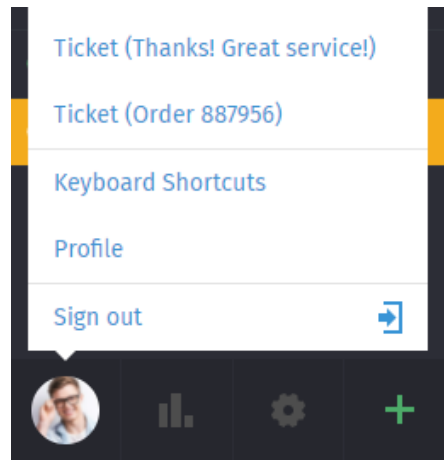 Ticket (Thanks! Great service!)
Ticket (Order 887956)
Keyboard Shortcuts
Profile
Sign out